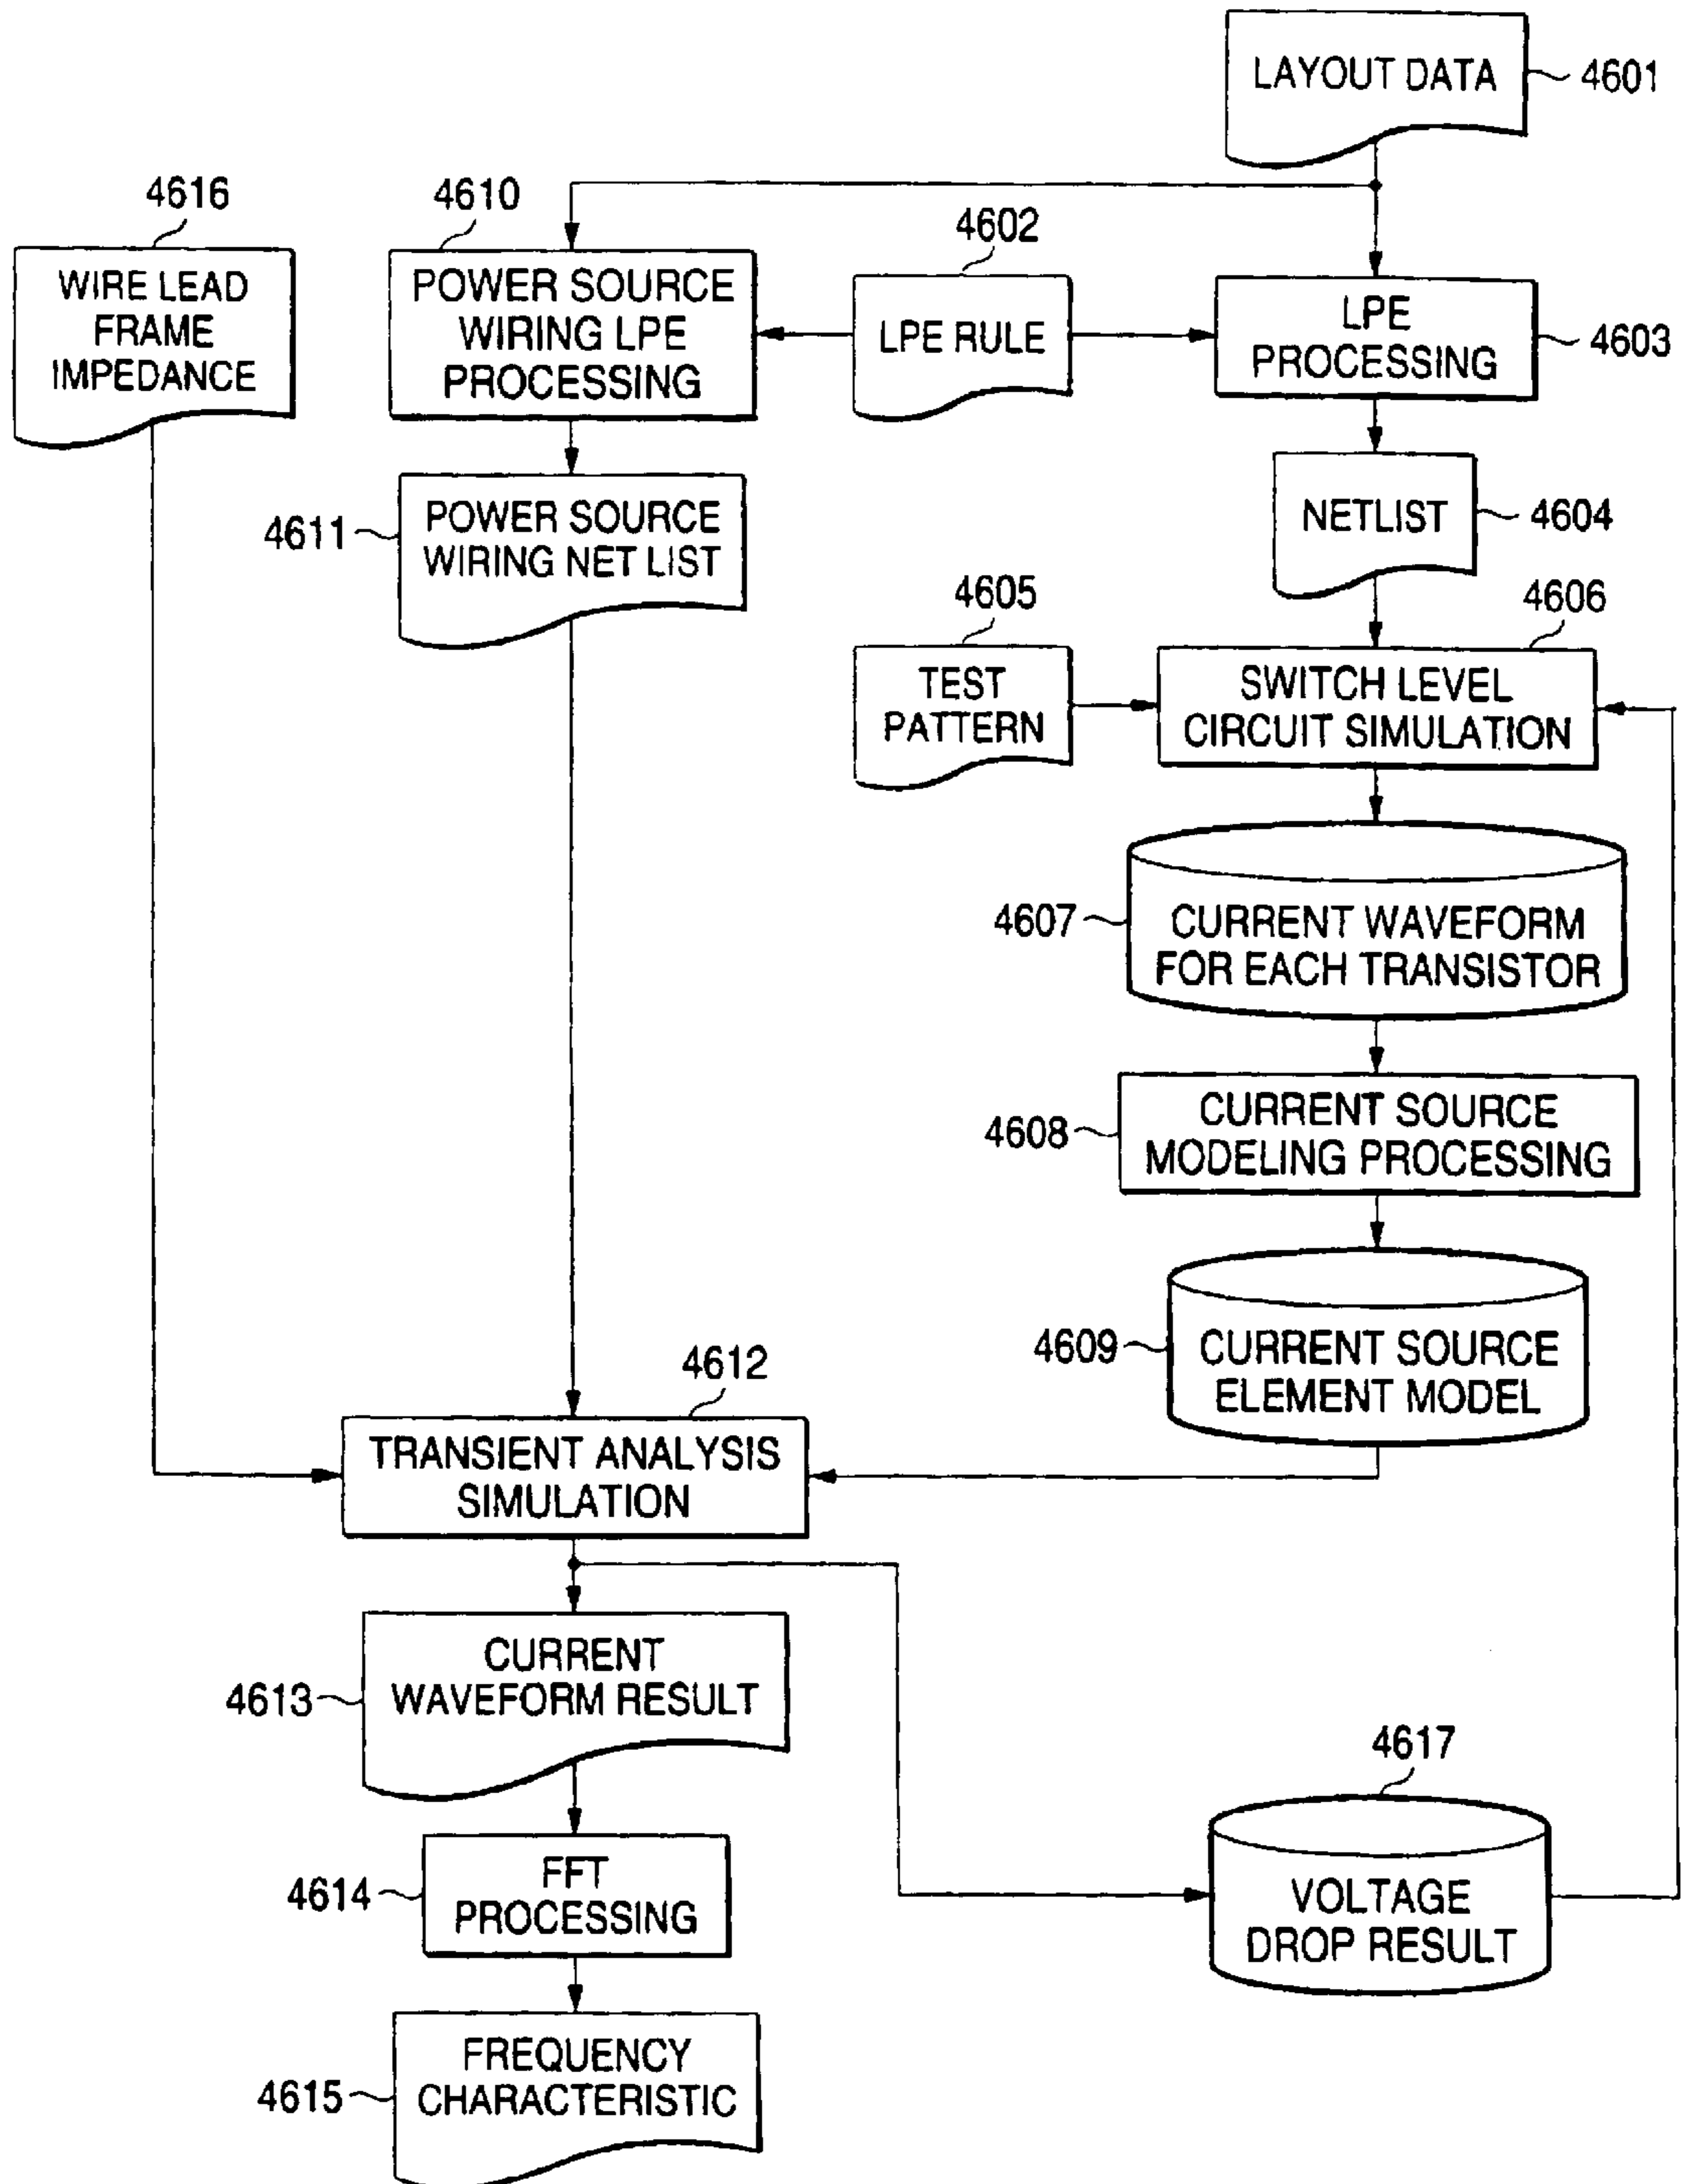 LAYOUT DATA
4601
4616
4610
4602
WIRE LEAD
FRAME
IMPEDANCE
POWER SOURCE
WIRING LPE
PROCESSING
LPE RULE
LPE
PROCESSING
4603
4611
POWER SOURCE
WIRING NET LIST
NETLIST
4604
4605
4606
TEST
PATTERN
SWITCH LEVEL
CIRCUIT SIMULATION
4607
CURRENT WAVEFORM
FOR EACH TRANSISTOR
4608
CURRENT SOURCE
MODELING PROCESSING
4609
CURRENT SOURCE
ELEMENT MODEL
4612
TRANSIENT ANALYSIS
SIMULATION
4613
CURRENT
WAVEFORM RESULT
4617
4614
FFT
PROCESSING
VOLTAGE
DROP RESULT
4615
FREQUENCY
CHARACTERISTIC